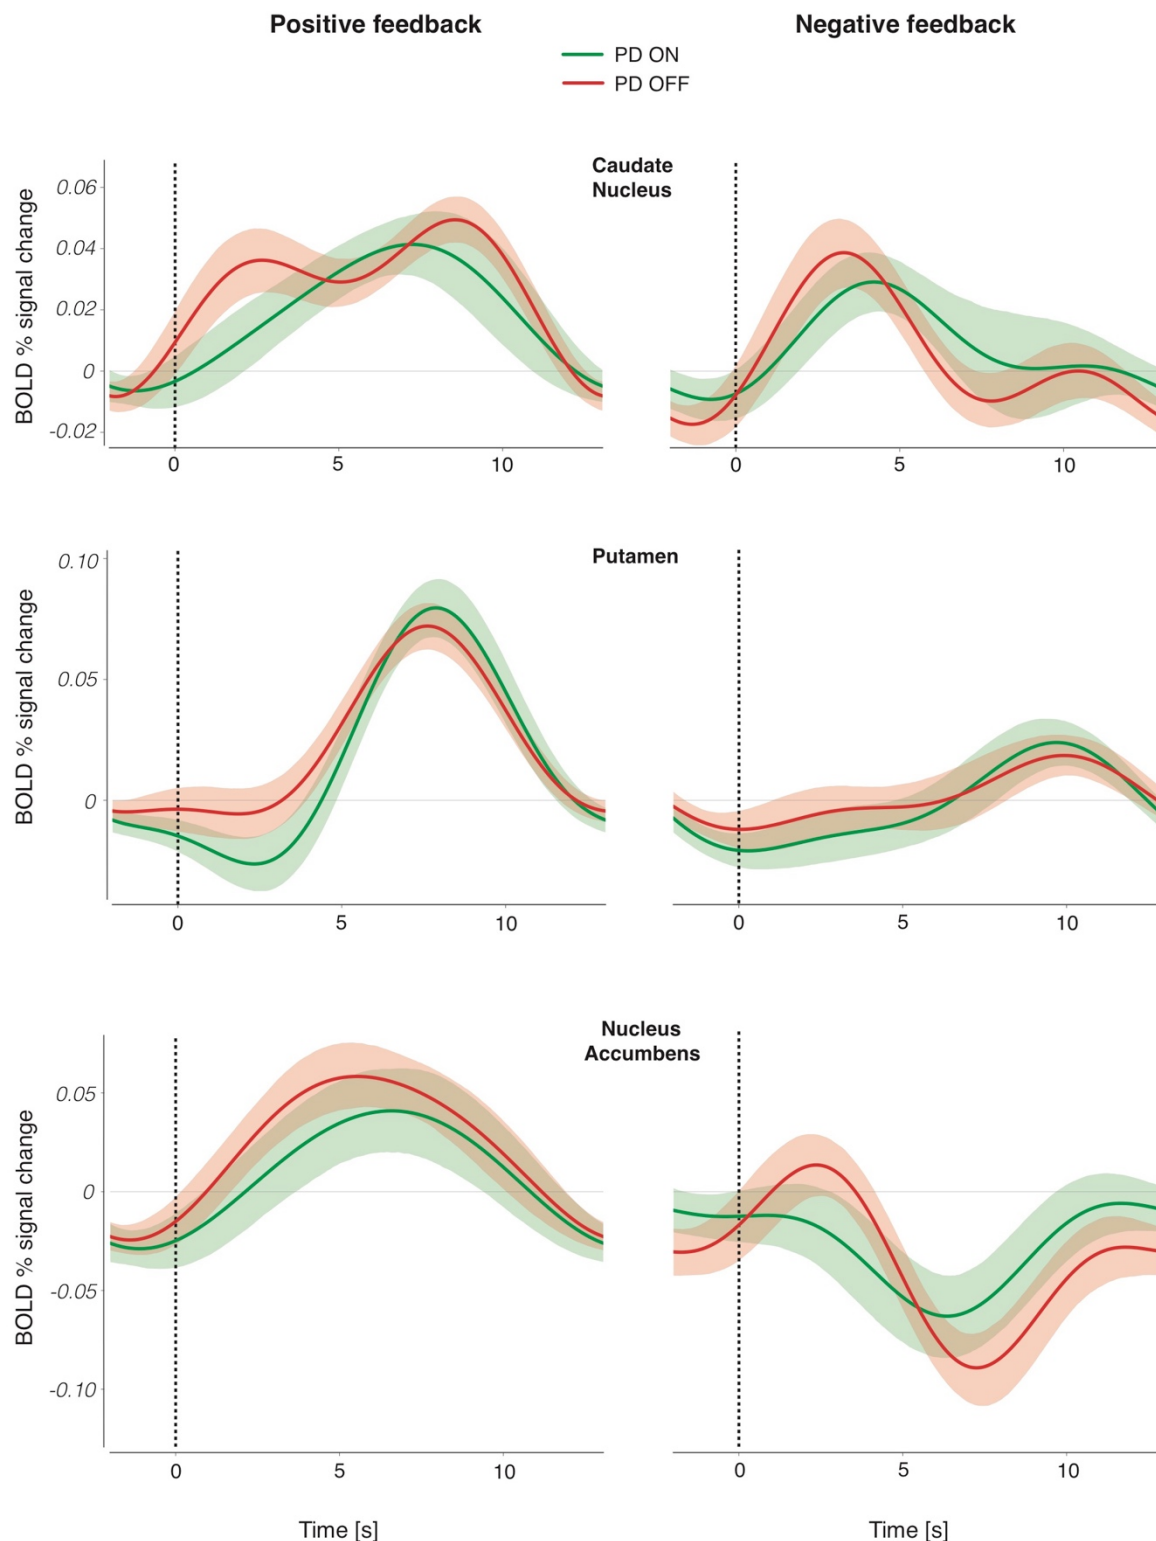 Positive feedback
Negative feedback
PD ON
PD OFF
Caudate
Nucleus
BOLD % signal change
0.06
0.04
0.02
0
-0.02
0
5
10
0
5
10
Putamen
BOLD % signal change
0.10
0.05
0
0
5
10
0
5
10
Nucleus
Accumbens
BOLD % signal change
0.05
0
-0.05
-0.10
0
5
10
0
5
10
Time [s]
Time [s]